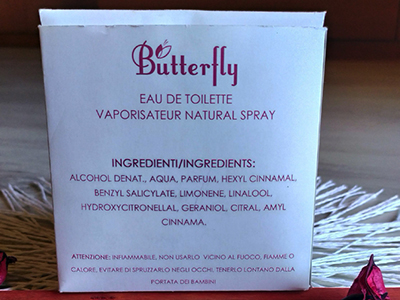 Butterfly
EAU DE TOILETTE
VAPORISATEUR NATURAL SPRAY
INGREDIENTI/INGREDIENTS:
ALCOHOL DENAT., AQUA, PARFUM, HEXYL CINNAMAL,
BENZYL SALICYLATE, LIMONENE, LINALOOL,
HYDROXYCITRONELLAL, GERANIOL, CITRAL, AMYL
CINNAMA.
ATTENZIONE: INFIAMMABILE, NON USARLO VICINO AL FUOCO, FIAMME O
CALORE, EVITARE DI SPRUZZARLO NEGLI OCCHI. TENERLO LONTANO DALLA
PORTATA DEI BAMBINI